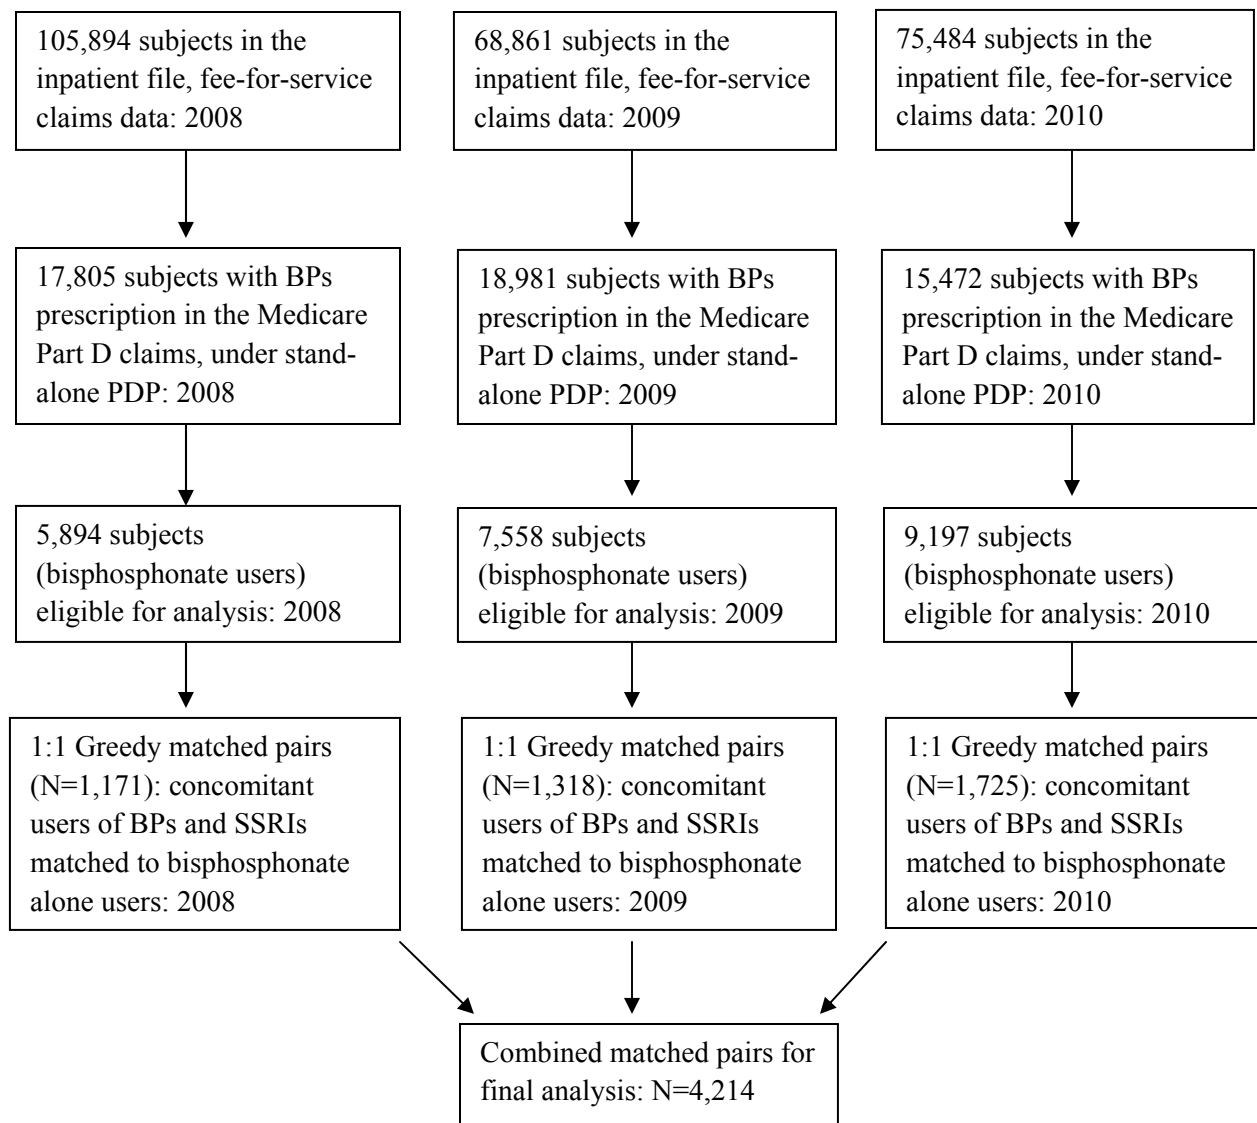 105,894 subjects in the
inpatient file, fee-for-service
claims data: 2008
68,861 subjects in the
inpatient file, fee-for-service
claims data: 2009
75,484 subjects in the
inpatient file, fee-for-service
claims data: 2010
17,805 subjects with BPs
prescription in the Medicare
Part D claims, under stand-
alone PDP: 2008
18,981 subjects with BPs
prescription in the Medicare
Part D claims, under stand-
alone PDP: 2009
15,472 subjects with BPs
prescription in the Medicare
Part D claims, under stand-
alone PDP: 2010
5,894 subjects
(bisphosphonate users)
eligible for analysis: 2008
7,558 subjects
(bisphosphonate users)
eligible for analysis: 2009
9,197 subjects
(bisphosphonate users)
eligible for analysis: 2010
1:1 Greedy matched pairs
(N=1,171): concomitant
users of BPs and SSRIs
matched to bisphosphonate
alone users: 2008
1:1 Greedy matched pairs
(N=1,318): concomitant
users of BPs and SSRIs
matched to bisphosphonate
alone users: 2009
1:1 Greedy matched pairs
(N=1,725): concomitant
users of BPs and SSRIs
matched to bisphosphonate
alone users: 2010
Combined matched pairs for
final analysis: N=4,214